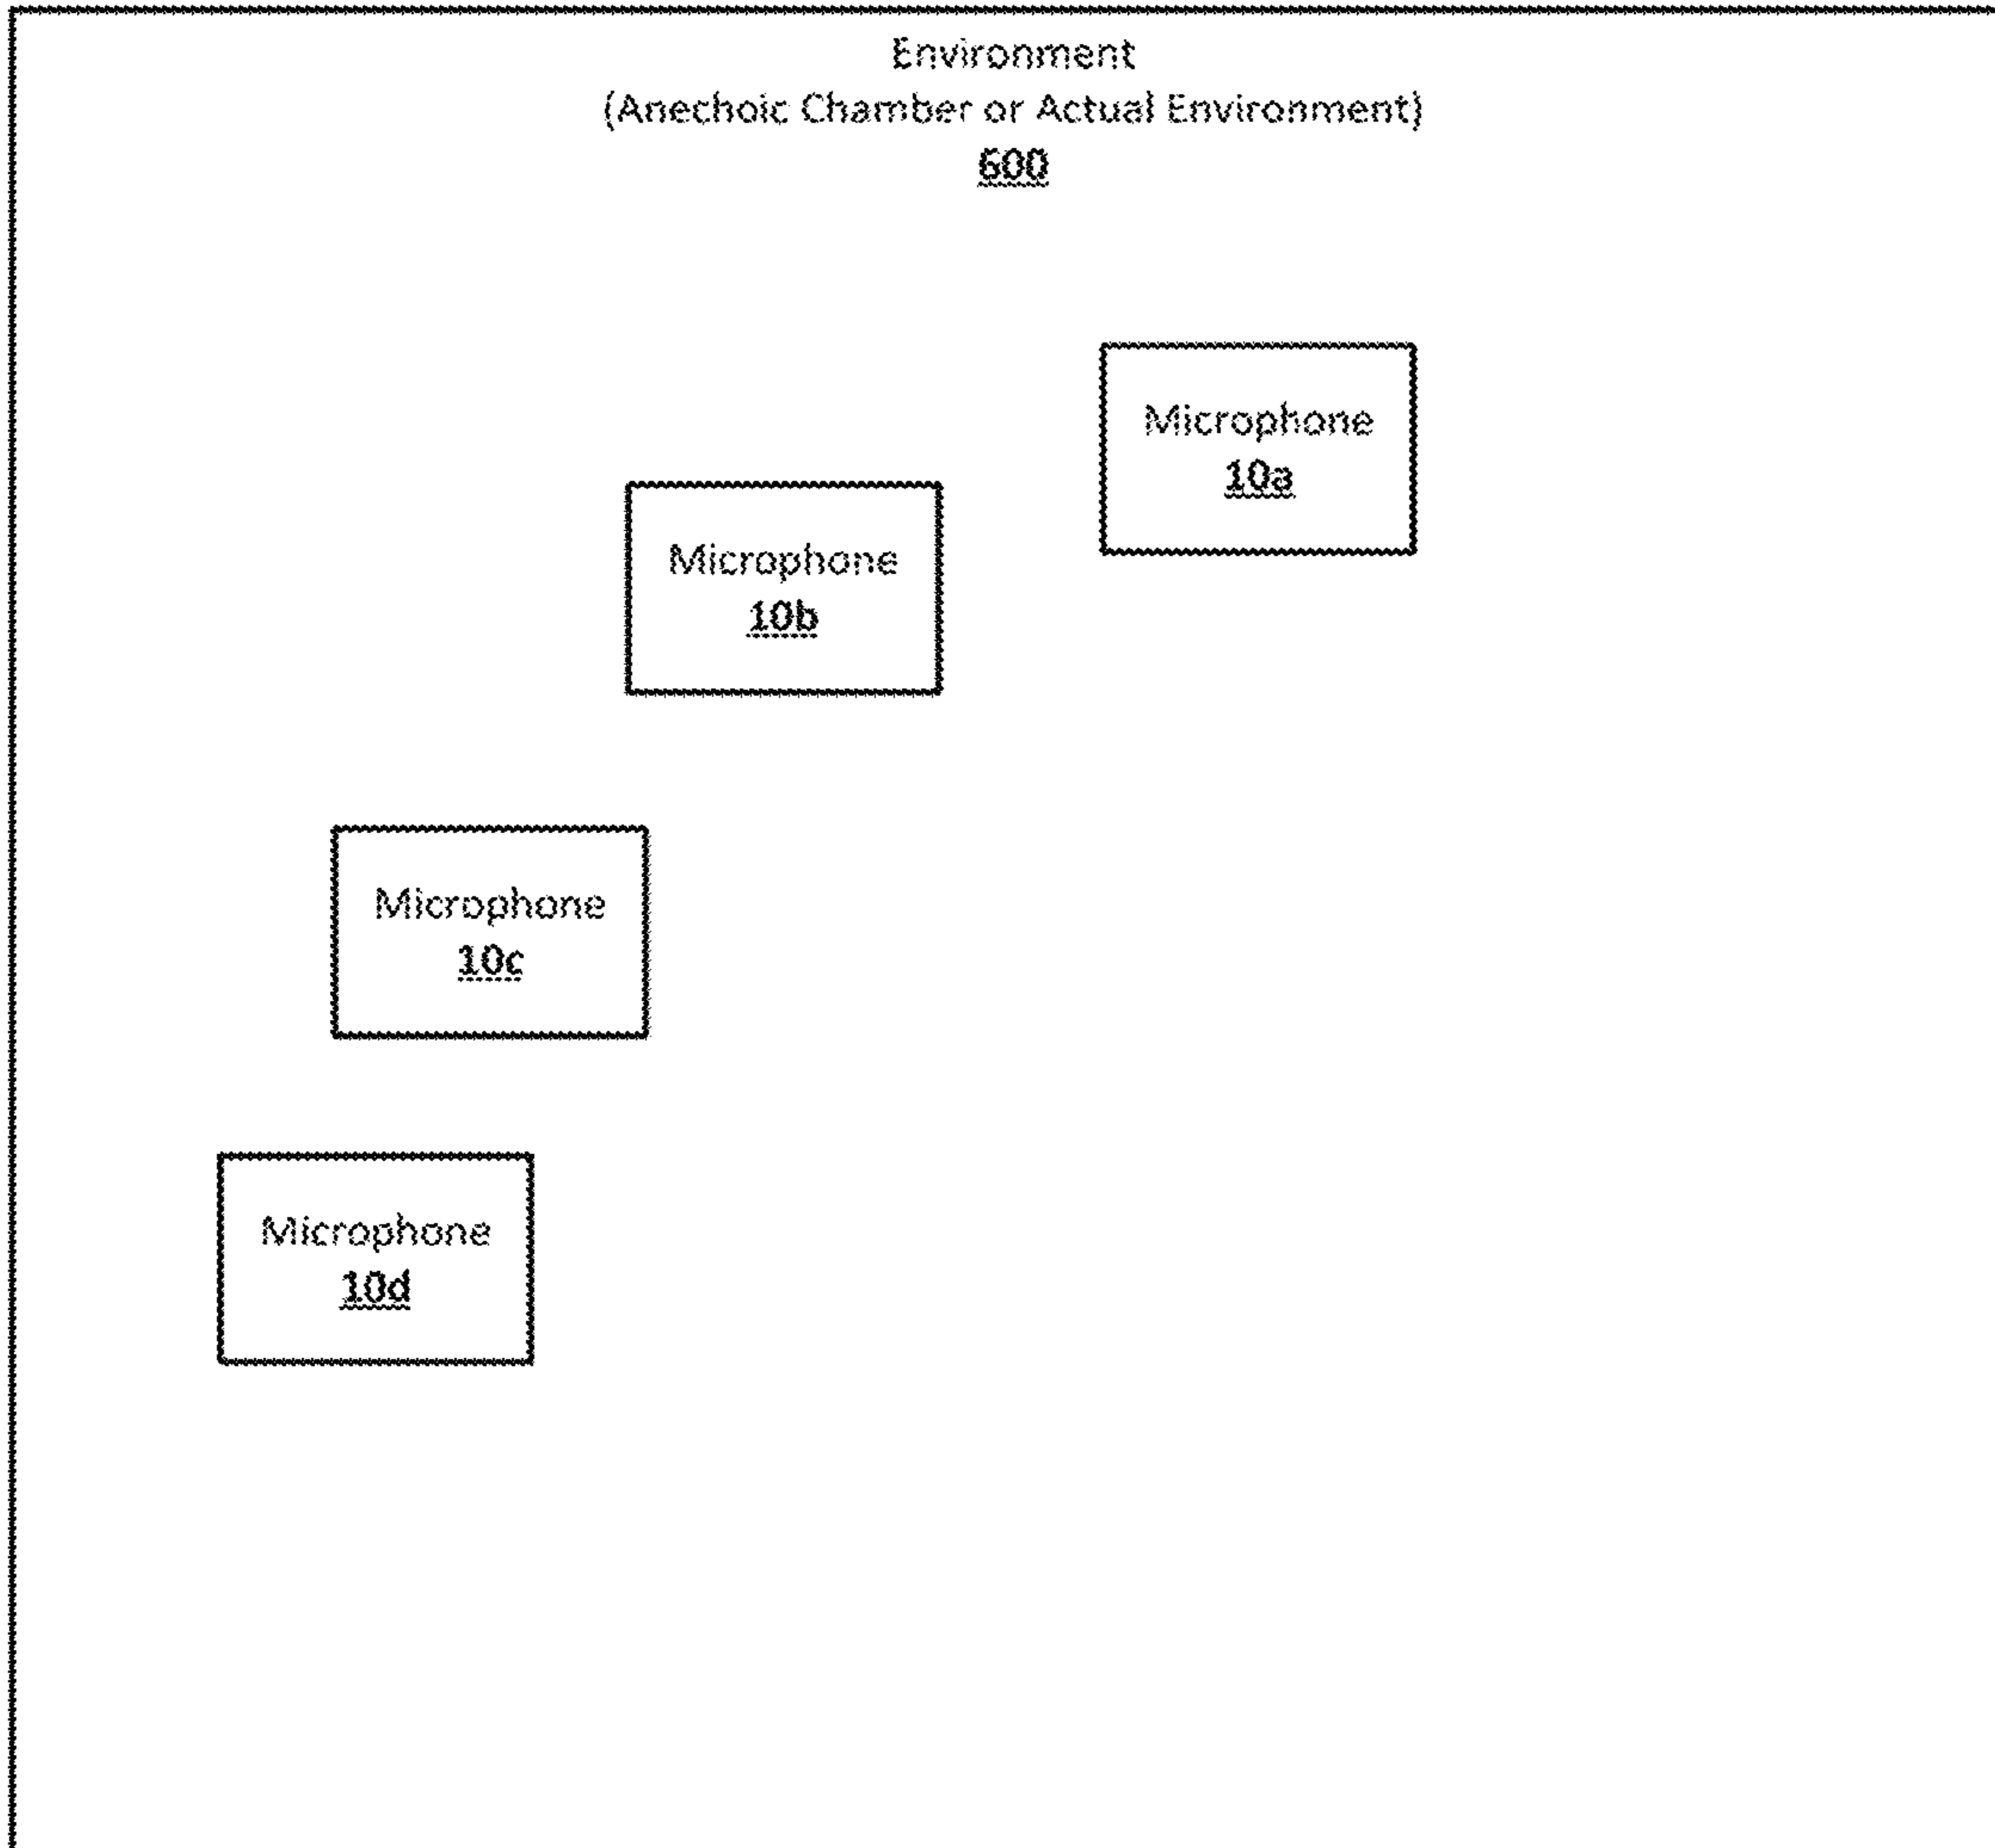 Environment
(Anechoic Chamber or Actual Environment)
600
Microphone
10a
Microphone
10b
Microphone
10c
Microphone
10d